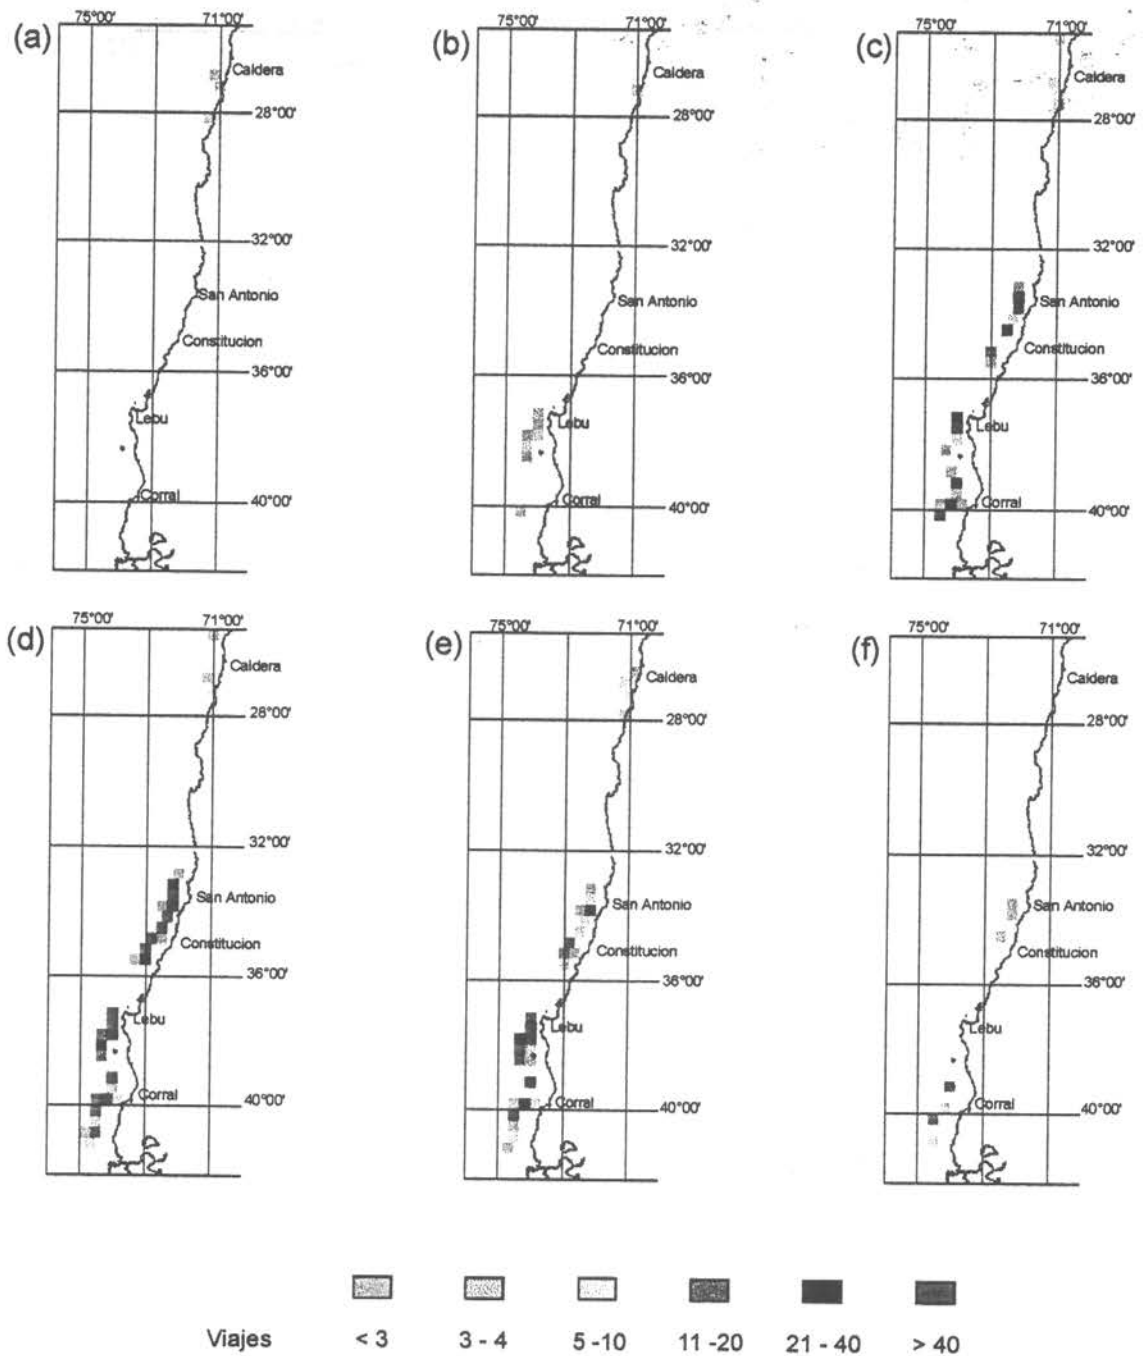 (a)
75°00'
71°00'
Caldera
28°00'
32°00'
San Antonio
Constitucion
36°00'
Lebu
Corral
40°00'
(b)
75°00'
71°00'
Caldera
28°00'
32°00'
San Antonio
Constitucion
36°00'
Lebu
Corral
40°00'
(c)
75°00'
71°00'
Caldera
28°00'
32°00'
San Antonio
Constitucion
36°00'
Lebu
Corral
40°00'
(d)
75°00'
71°00'
Caldera
28°00'
32°00'
San Antonio
Constitucion
36°00'
Lebu
Corral
40°00'
(e)
75°00'
71°00'
Caldera
28°00'
32°00'
San Antonio
Constitucion
36°00'
Lebu
Corral
40°00'
(f)
75°00'
71°00'
Caldera
28°00'
32°00'
San Antonio
Constitucion
36°00'
Lebu
Corral
40°00'
Viajes < 3 3 - 4 5 -10 11 -20 21 - 40 > 40